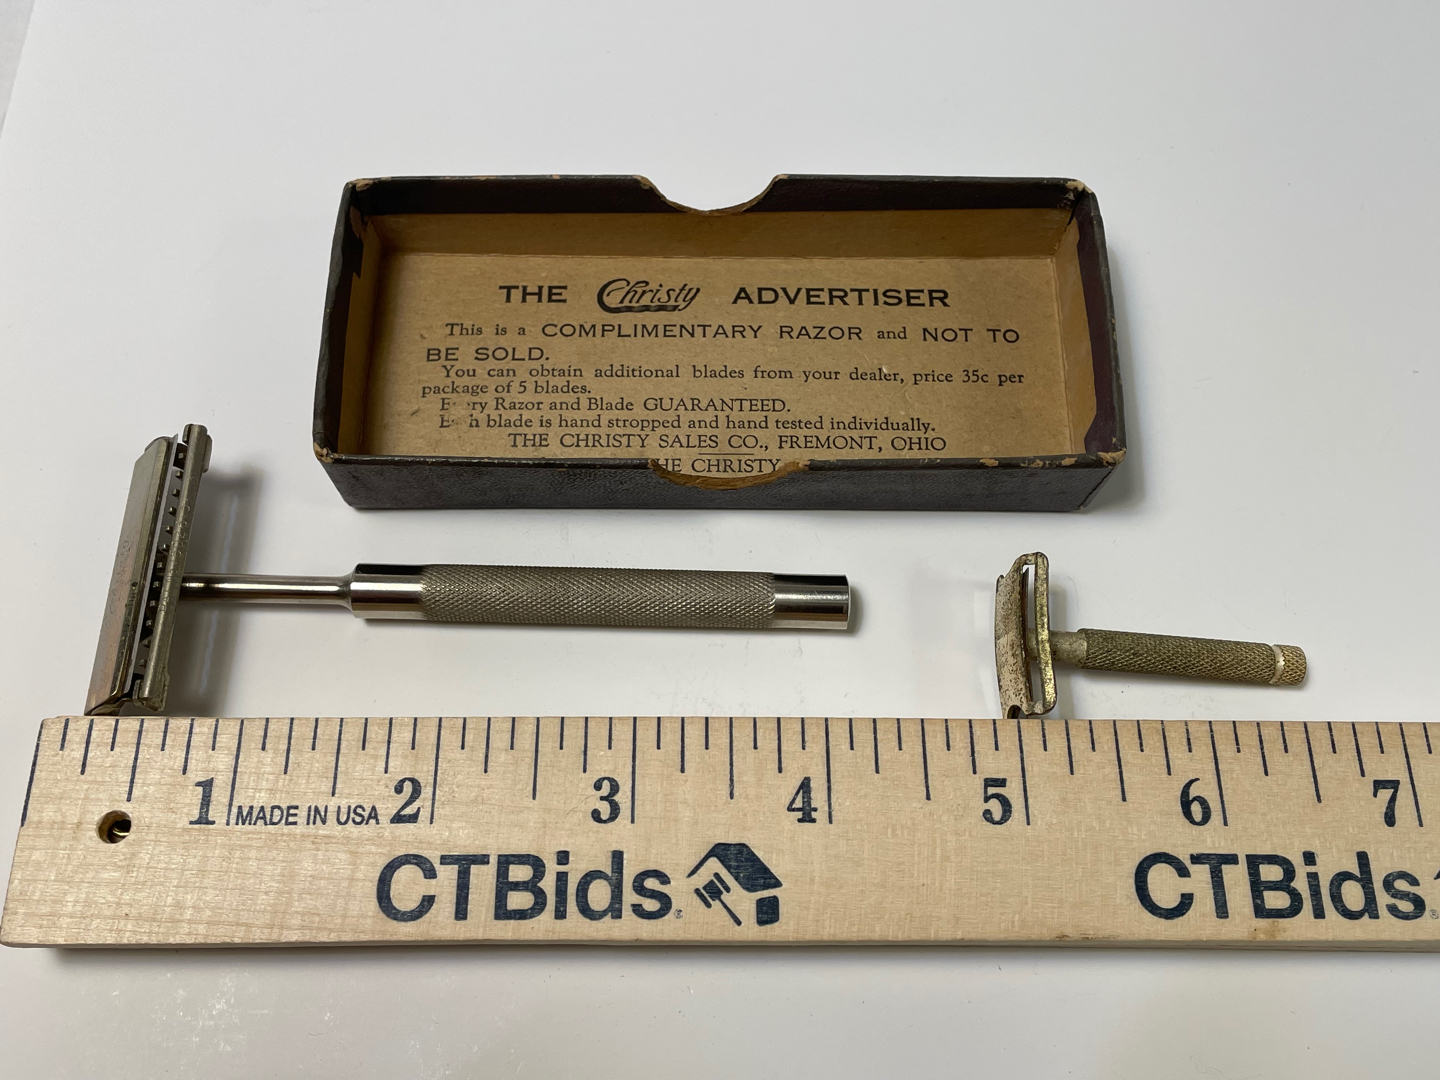 THE Christy ADVERTISER
This is a COMPLIMENTARY RAZOR and NOT TO
BE SOLD.
You can obtain additional blades from your dealer, price 35c per
package of 5 blades.
Razor and Blade GUARANTEED.
blade is hand stropped and hand tested individually.
THE CHRISTY SALES CO., FREMONT, OHIO
CHRISTY
1 MADE IN USA 2 3 4 5 6 7
CTBids. CTBids.